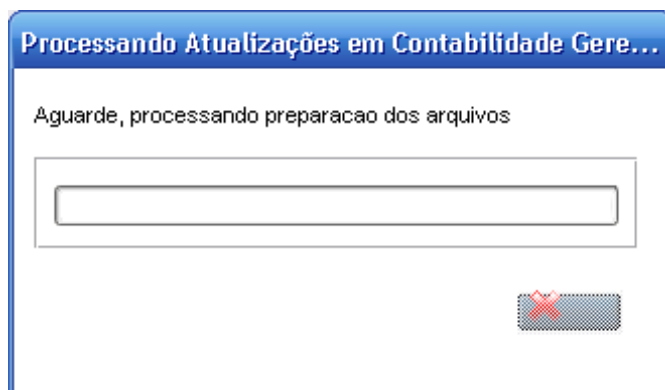 Processando Atualizações em Contabilidade Gere...
Aguarde, processando preparacao dos arquivos